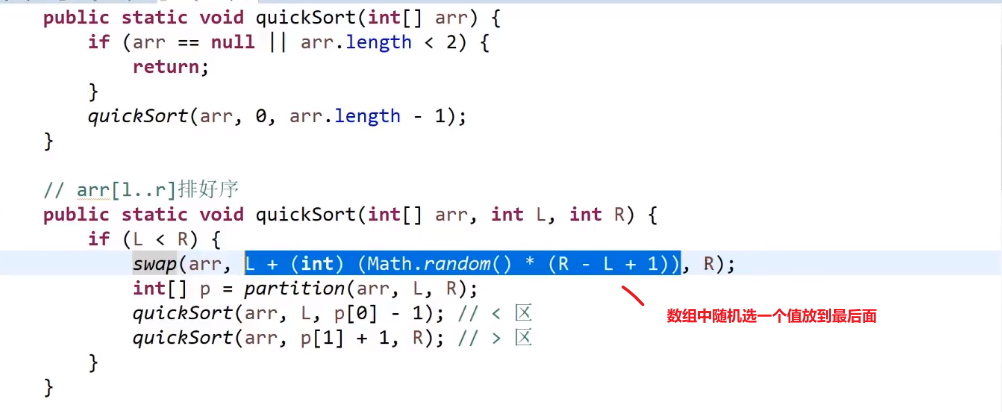 public static void quickSort(int[] arr) {
if (arr == null || arr.length < 2) {
return;
}
quickSort(arr, 0, arr.length - 1);
}
// arr[l..r]排好序
public static void quickSort(int[] arr, int L, int R) {
if (L < R) {
swap(arr, L + (int) (Math.random() * (R - L + 1)), R);
int[] p = partition(arr, L, R);
quickSort(arr, L, p[0] - 1); // < 区
quickSort(arr, p[1] + 1, R); // > 区
数组中随机选一个值放到最后面
}
}